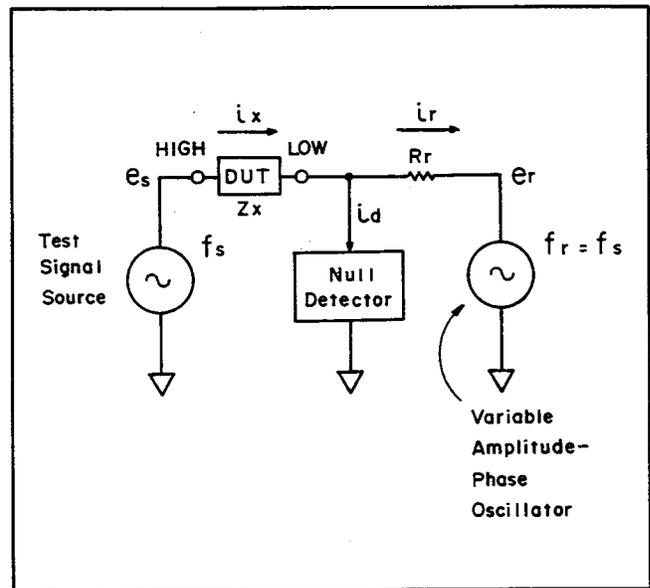 ix
ir
HIGH
LOW
Rr
es
DUT
er
Zx
id
fs
fr = fs
Test
Signal
Source
Null
Detector
Variable
Amplitude-
Phase
Oscillator